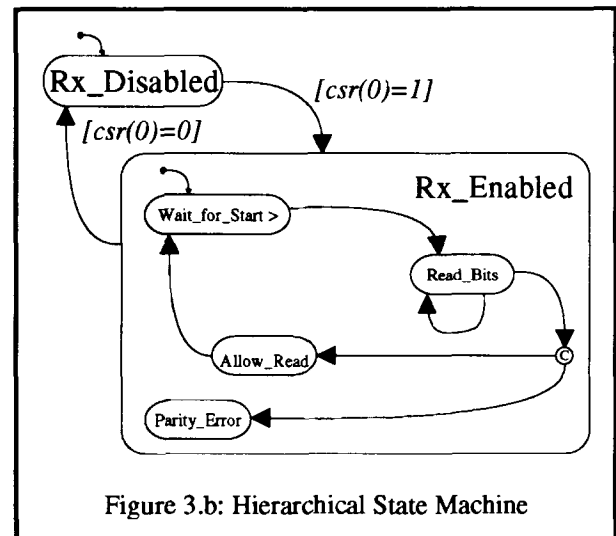 Rx_Disabled
[csr(0)=1]
[csr(0)=0]
Rx_Enabled
Wait_for_Start >
Read_Bits
Allow_Read
C
Parity_Error
Figure 3.b: Hierarchical State Machine